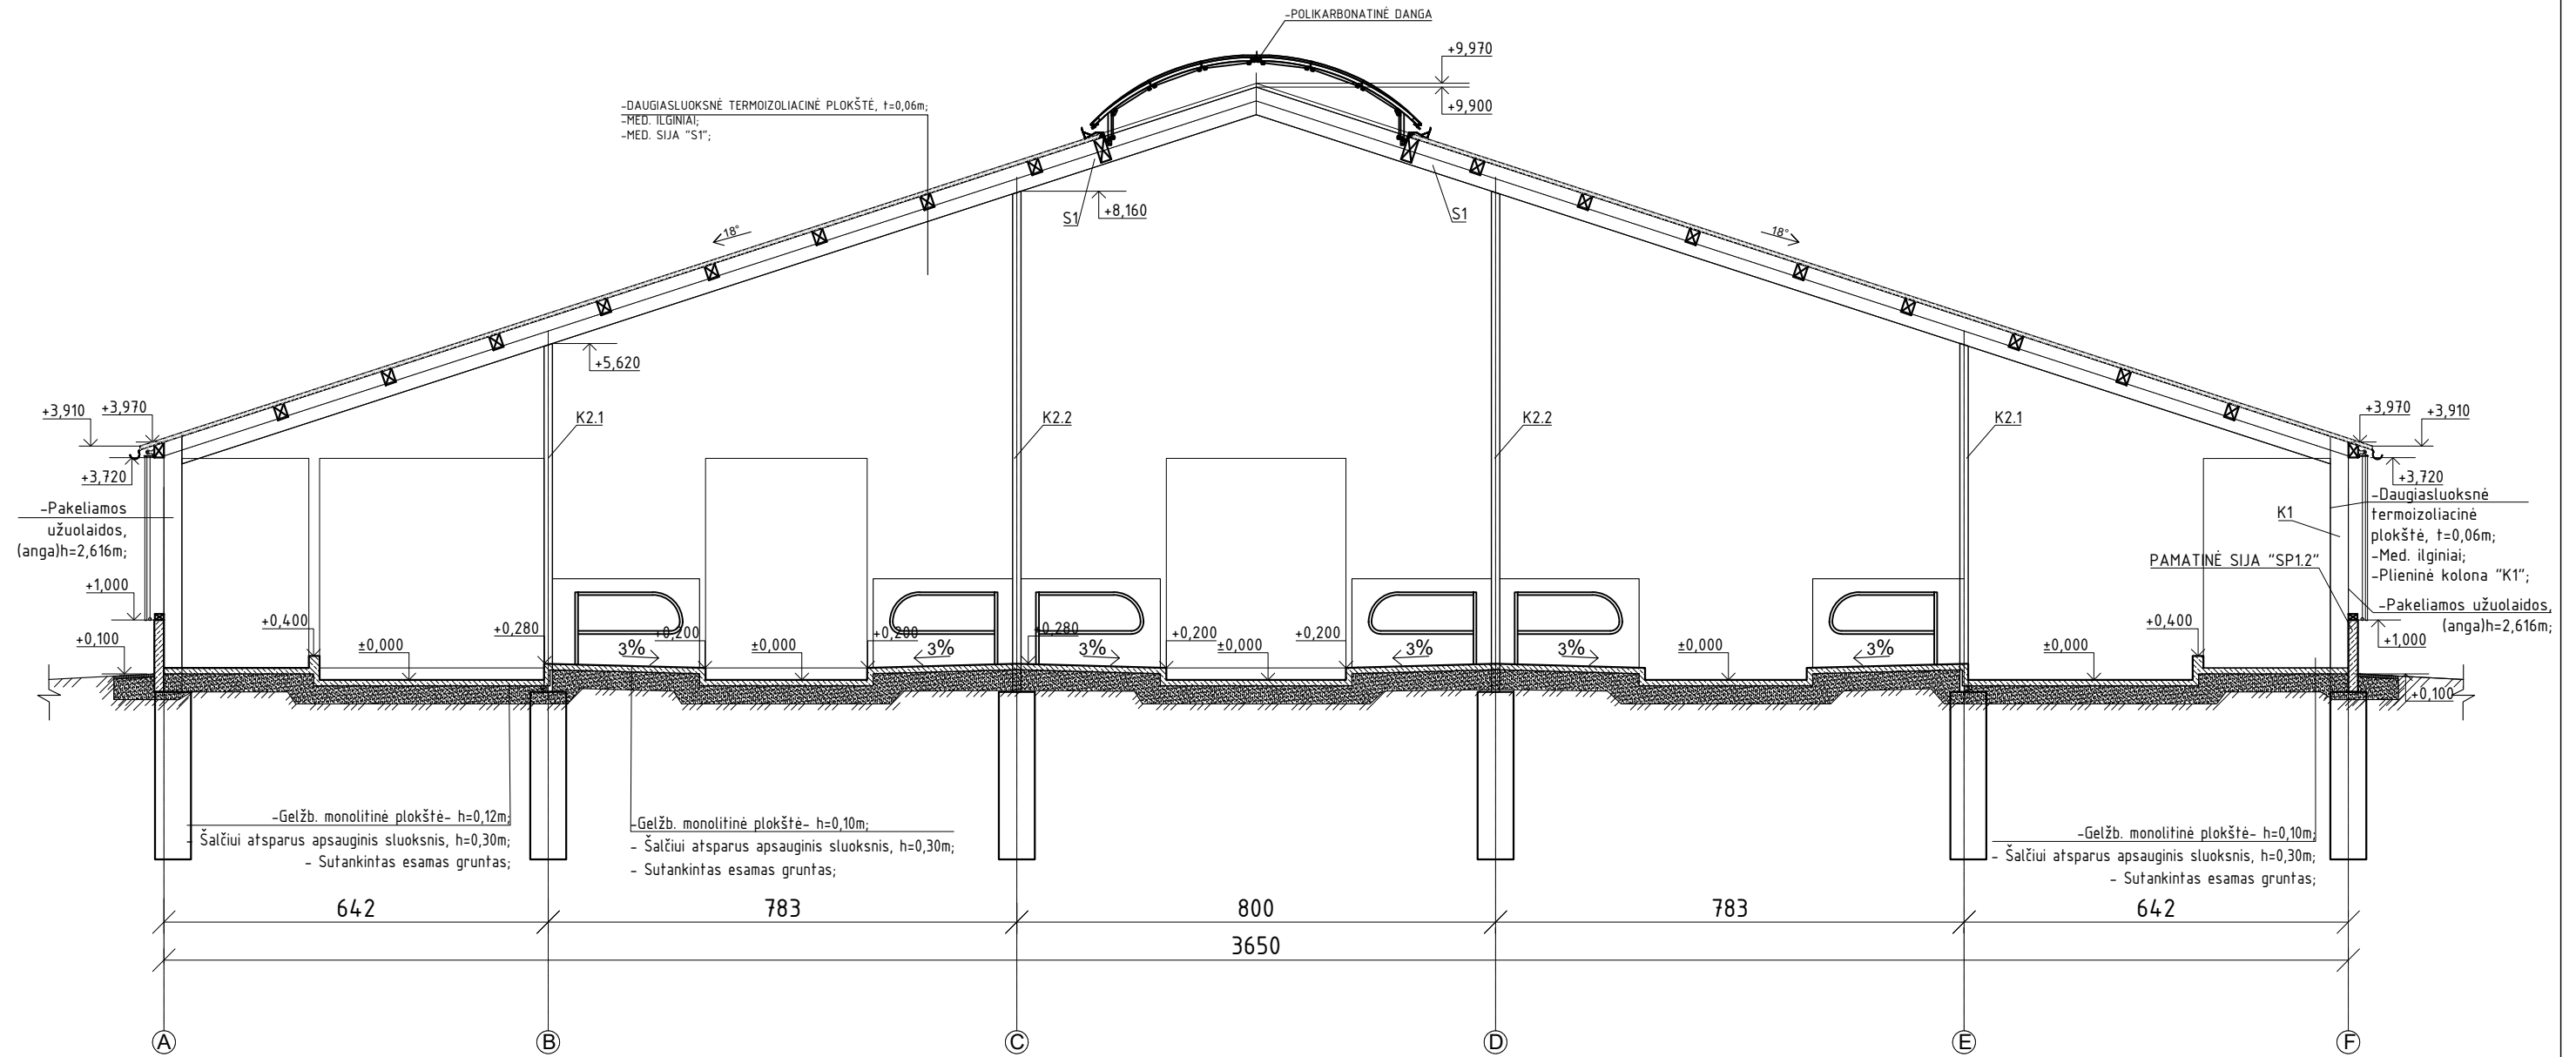 -POLIKARBONATINĖ DANGA
+9,970
+9,900
-DAUGIASLUOKSNĖ TERMOIZOLIACINĖ PLOKŠTĖ, t=0,06m;
-MED. ILGINIAI;
-MED. SIJA "S1";
S1
+8,160
S1
18°
18°
+5,620
+3,910
+3,970
+3,970
+3,910
K2.1
K2.2
K2.2
K2.1
+3,720
+3,720
-Pakeliamos
užuolaidos,
(anga)h=2,616m;
-Daugiasluoksnė
termoizoliacinė
plokštė, t=0,06m;
-Med. ilginiai;
-Plieninė kolona "K1";
K1
PAMATINĖ SIJA "SP1.2"
-Pakeliamos užuolaidos,
(anga)h=2,616m;
+1,000
+1,000
+0,100
+0,400
±0,000
+0,280
3%
+0,200
±0,000
+0,200
3%
+0,280
3%
+0,200
±0,000
+0,200
3%
3%
±0,000
3%
±0,000
+0,400
+0,100
-Gelžb. monolitinė plokštė- h=0,12m;
- Šalčiui atsparus apsauginis sluoksnis, h=0,30m;
- Sutankintas esamas gruntas;
-Gelžb. monolitinė plokštė- h=0,10m;
- Šalčiui atsparus apsauginis sluoksnis, h=0,30m;
- Sutankintas esamas gruntas;
-Gelžb. monolitinė plokštė- h=0,10m;
- Šalčiui atsparus apsauginis sluoksnis, h=0,30m;
- Sutankintas esamas gruntas;
642
783
800
783
642
3650
A
B
C
D
E
F